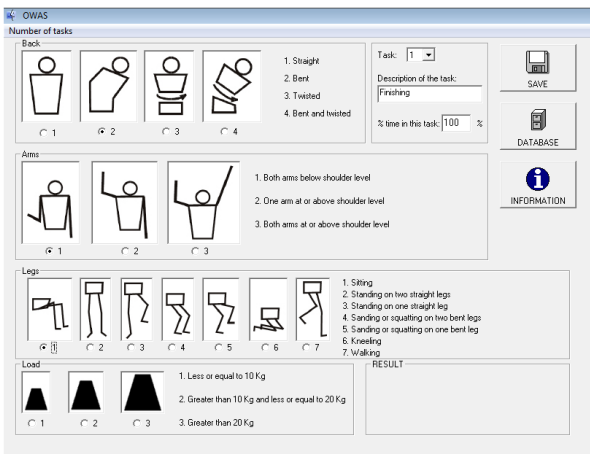 OWAS
Number of tasks
Back
1. Straight
2. Bent
3. Twisted
4. Bent and twisted
1 2 3 4
Task: 1
Description of the task:
Finishing
% time in this task: 100 %
SAVE
DATABASE
INFORMATION
Arms
1. Both arms below shoulder level
2. One arm at or above shoulder level
3. Both arms at or above shoulder level
1 2 3
Legs
1. Sitting
2. Standing on two straight legs
3. Standing on one straight leg
4. Sanding or squatting on two bent legs
5. Sanding or squatting on one bent leg
6. Kneeling
7. Walking
1 2 3 4 5 6 7
Load
1. Less or equal to 10 Kg
2. Greater than 10 Kg and less or equal to 20 Kg
3. Greater than 20 Kg
1 2 3
RESULT